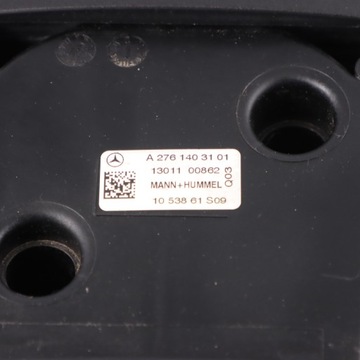 A 276 140 31 01
13011 00862
Q03
MANN+HUMMEL
10 538 61 S09